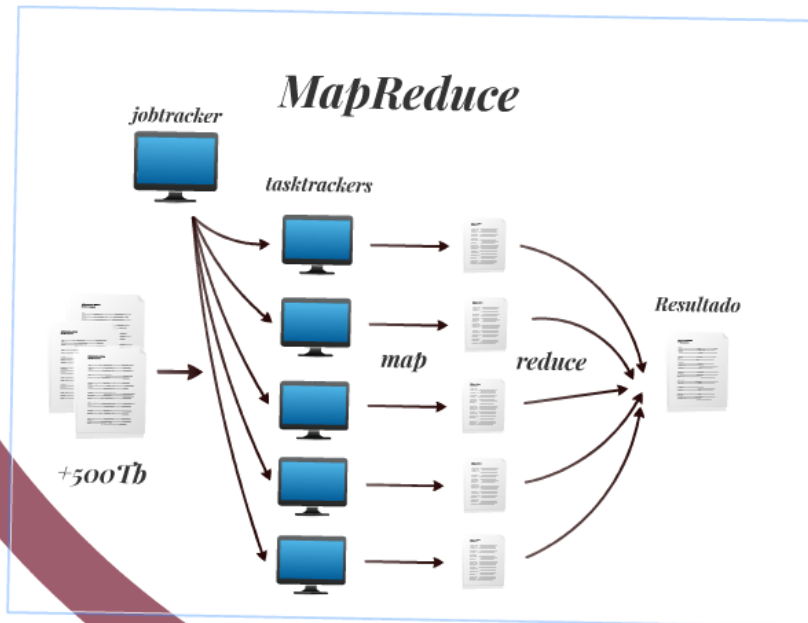 MapReduce
jobtracker
tasktrackers
Resultado
map
reduce
+500Tb